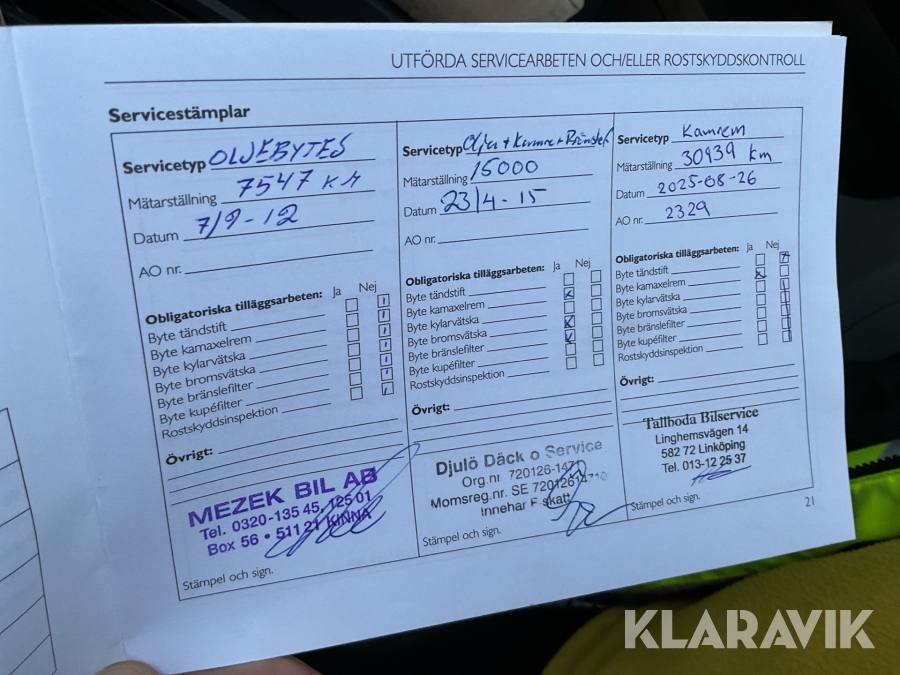 UTFÖRDA SERVICEARBETEN OCH/ELLER ROSTSKYDDSKONTROLL
Servicestämplar
Servicetyp OLJEBYTES
Mätarställning 7547 KM
Datum 7/9-12
AO nr.
Obligatoriska tilläggsarbeten: Ja Nej
Byte tändstift
Byte kamaxelrem
Byte kylarvätska
Byte bromsvätska
Byte bränslefilter
Byte kupéfilter
Rostskyddsinspektion
Övrigt:
MEZEK BIL AB
Tel. 0320-135 45, 125 01
Box 56 • 511 21 KINNA
Stämpel och sign.
Servicetyp Olja +
Mätarställning 15000
Datum 23/4-15
AO nr.
Obligatoriska tilläggsarbeten: Ja Nej
Byte tändstift
Byte kamaxelrem
Byte kylarvätska
Byte bromsvätska
Byte bränslefilter
Byte kupéfilter
Rostskyddsinspektion
Övrigt:
Djulö Däck o Service
Org.nr 720126-1470
Momsreg.nr. SE
Innehar F skatt
Stämpel och sign.
Servicetyp Kamrem
Mätarställning 30939 km
Datum 2025-08-26
AO nr. 2329
Obligatoriska tilläggsarbeten: Ja Nej
Byte tändstift
Byte kamaxelrem
Byte kylarvätska
Byte bromsvätska
Byte bränslefilter
Byte kupéfilter
Rostskyddsinspektion
Övrigt:
Tallboda Bilservice
Linghemsvägen 14
582 72 Linköping
Tel. 013-12 25 37
Stämpel och sign.
21
KLARAVIK